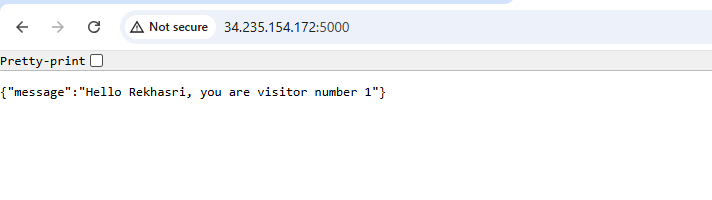 Not secure 34.235.154.172:5000
Pretty-print
{"message":"Hello Rekhasri, you are visitor number 1"}